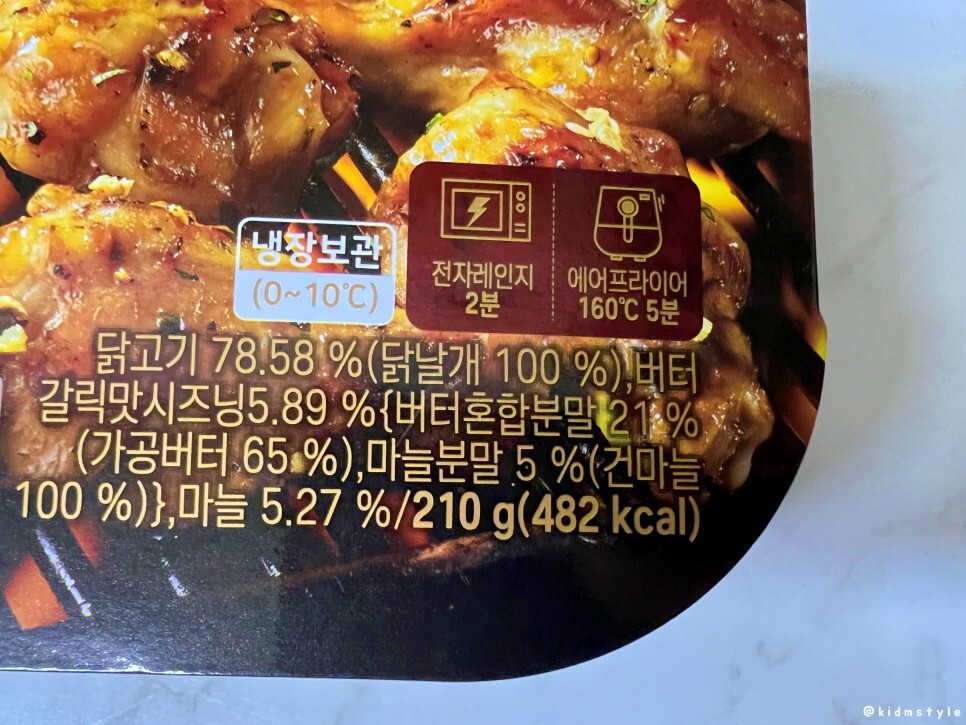 냉장보관
(0~10℃)
전자레인지
2분
에어프라이어
160℃ 5분
닭고기 78.58 %(닭날개 100 %),버터
갈릭맛시즈닝5.89 %{버터혼합분말 21 %
(가공버터 65 %),마늘분말 5 %(건마늘
100 %)},마늘 5.27 %/210 g(482 kcal)
@kidmstyle